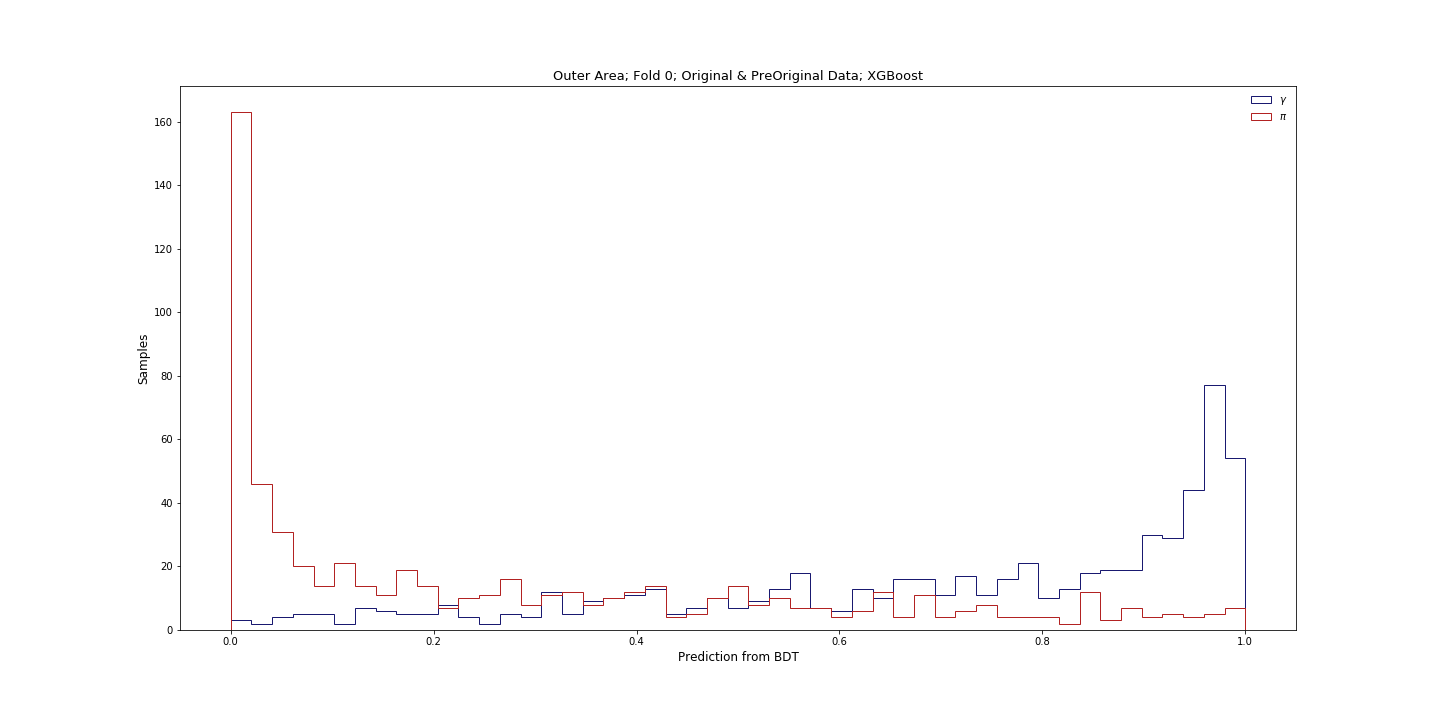 Outer Area; Fold 0; Original & PreOriginal Data; XGBoost
γ
π
160
140
120
100
80
60
40
20
0
Samples
0.0 0.2 0.4 0.6 0.8 1.0
Prediction from BDT